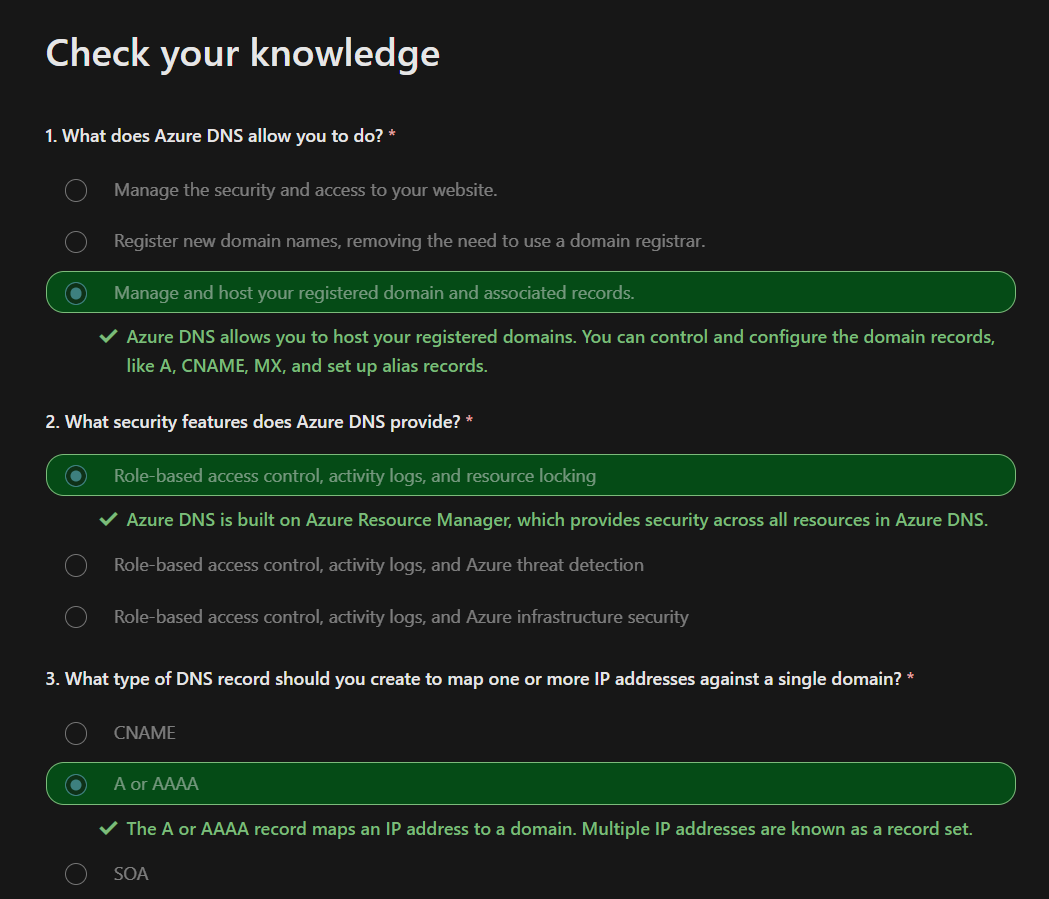 Check your knowledge
1. What does Azure DNS allow you to do? *
Manage the security and access to your website.
Register new domain names, removing the need to use a domain registrar.
Manage and host your registered domain and associated records.
Azure DNS allows you to host your registered domains. You can control and configure the domain records,
like A, CNAME, MX, and set up alias records.
2. What security features does Azure DNS provide? *
Role-based access control, activity logs, and resource locking
Azure DNS is built on Azure Resource Manager, which provides security across all resources in Azure DNS.
Role-based access control, activity logs, and Azure threat detection
Role-based access control, activity logs, and Azure infrastructure security
3. What type of DNS record should you create to map one or more IP addresses against a single domain? *
CNAME
A or AAAA
The A or AAAA record maps an IP address to a domain. Multiple IP addresses are known as a record set.
SOA